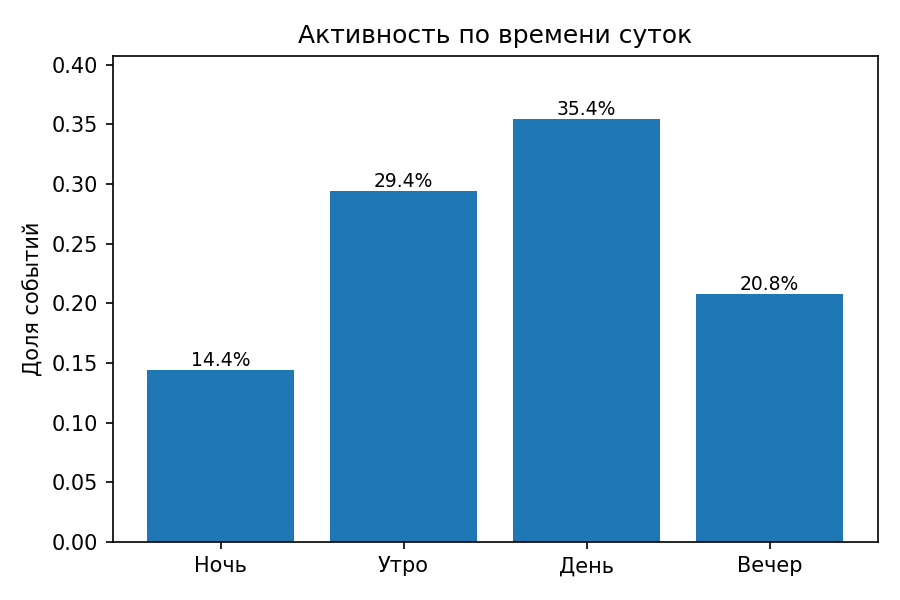 Активность по времени суток
Доля событий
0.40
0.35
0.30
0.25
0.20
0.15
0.10
0.05
0.00
14.4%
29.4%
35.4%
20.8%
Ночь
Утро
День
Вечер